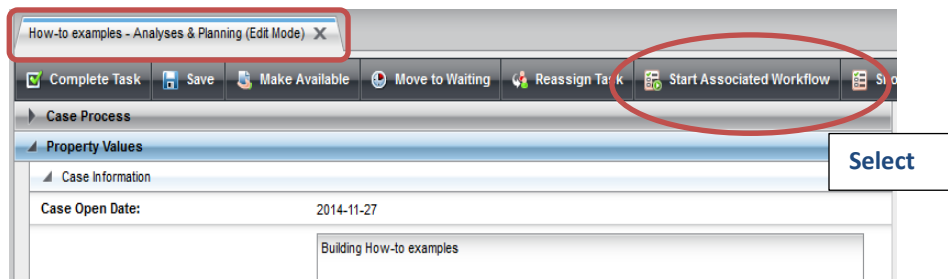 How-to examples - Analyses & Planning (Edit Mode) X
Complete Task Save Make Available Move to Waiting Reassign Task Start Associated Workflow
Case Process
Property Values
Select
Case Information
Case Open Date: 2014-11-27
Building How-to examples